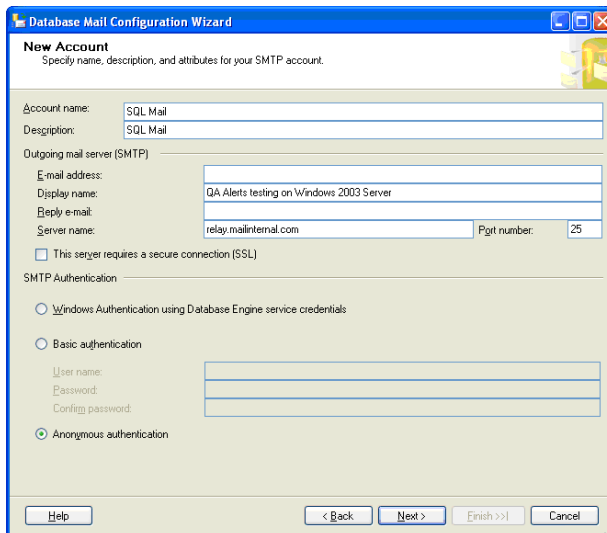 Database Mail Configuration Wizard
New Account
Specify name, description, and attributes for your SMTP account.
Account name: SQL Mail
Description: SQL Mail
Outgoing mail server (SMTP)
E-mail address:
Display name: QA Alerts testing on Windows 2003 Server
Reply e-mail:
Server name: relay.mailinternal.com Port number: 25
This server requires a secure connection (SSL)
SMTP Authentication
Windows Authentication using Database Engine service credentials
Basic authentication
User name:
Password:
Confirm password:
Anonymous authentication
Help < Back Next > Finish >>| Cancel